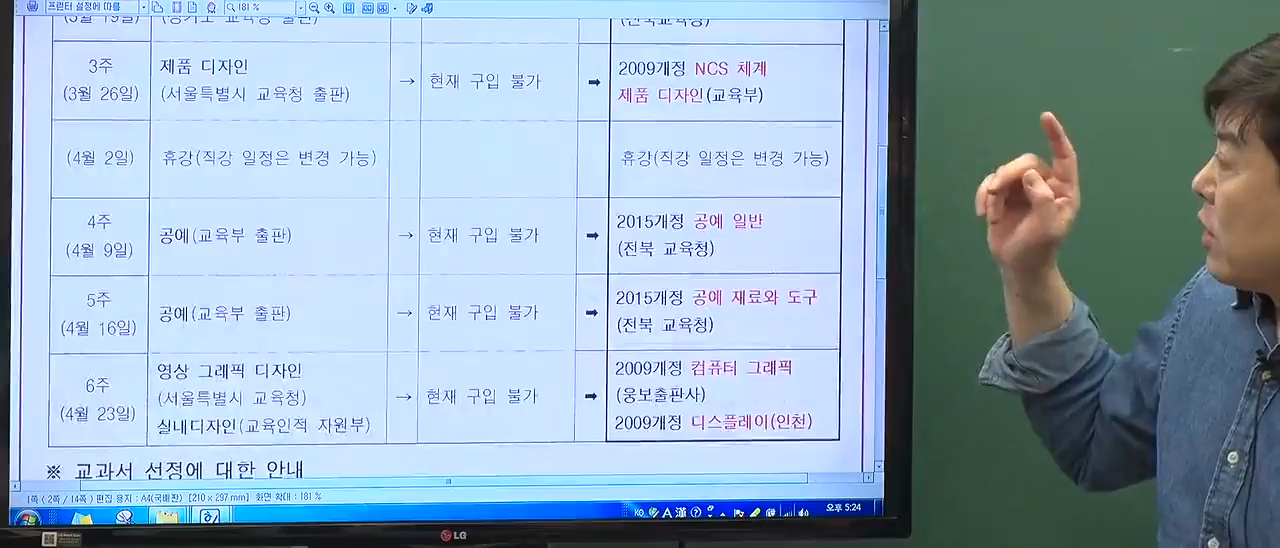 프린터 설정에 따름
181 %
3주
(3월 26일)
제품 디자인
(서울특별시 교육청 출판)
→
현재 구입 불가
➡
2009개정 NCS 체계
제품 디자인(교육부)
(4월 2일)
휴강(직강 일정은 변경 가능)
휴강(직강 일정은 변경 가능)
4주
(4월 9일)
공예(교육부 출판)
→
현재 구입 불가
➡
2015개정 공예 일반
(전북 교육청)
5주
(4월 16일)
공예(교육부 출판)
→
현재 구입 불가
➡
2015개정 공예 재료와 도구
(전북 교육청)
6주
(4월 23일)
영상 그래픽 디자인
(서울특별시 교육청)
실내디자인(교육인적 자원부)
→
현재 구입 불가
➡
2009개정 컴퓨터 그래픽
(웅보출판사)
2009개정 디스플레이(인천)
※ 교과서 선정에 대한 안내
1쪽 ( 2쪽 / 14쪽 ) 편집 용지 : A4(국배판) [210 x 297 mm] 화면 확대 : 181 %
KO
A 漢
오후 5:24
LG